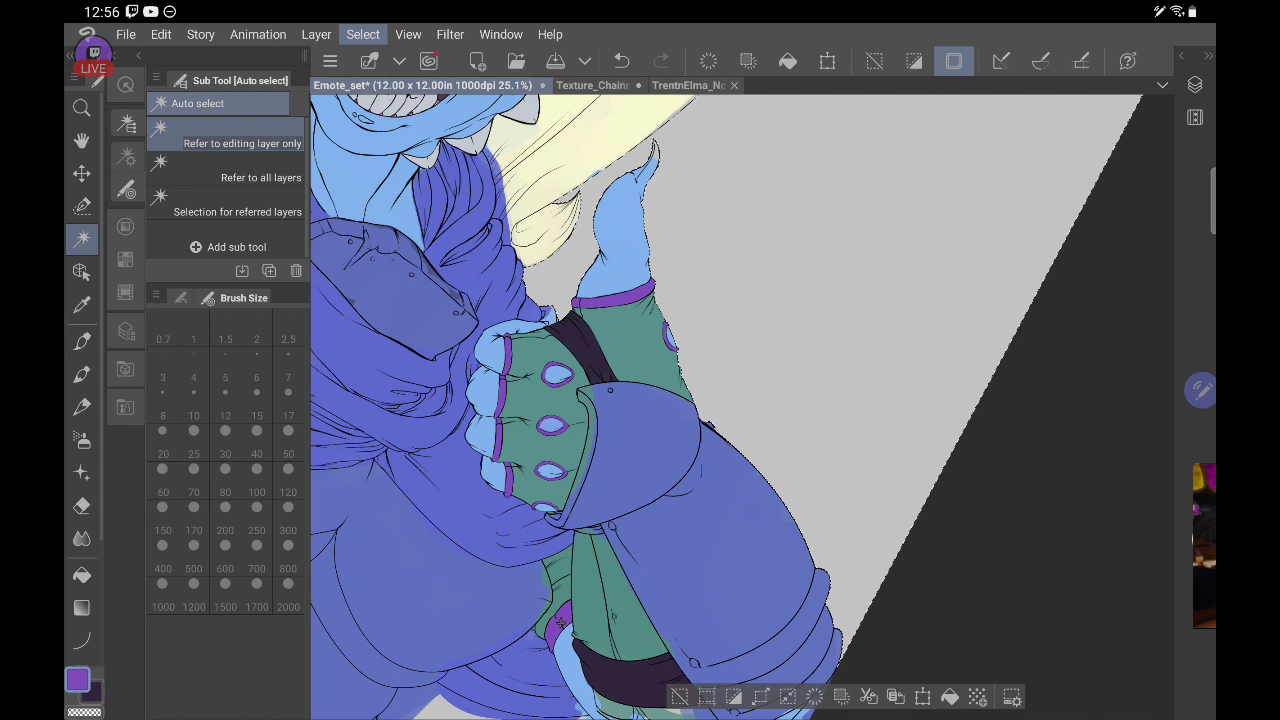 12:56
File Edit Story Animation Layer Select View Filter Window Help
LIVE
Sub Tool [Auto select]
Emote_set* (12.00 x 12.00in 1000dpi 25.1%)
Texture_Chainm
TrentnElma_No
Auto select
Refer to editing layer only
Refer to all layers
Selection for referred layers
Add sub tool
Brush Size
0.7 1 1.5 2 2.5
3 4 5 6 7
8 10 12 15 17
20 25 30 40 50
60 70 80 100 120
150 170 200 250 300
400 500 600 700 800
1000 1200 1500 1700 2000